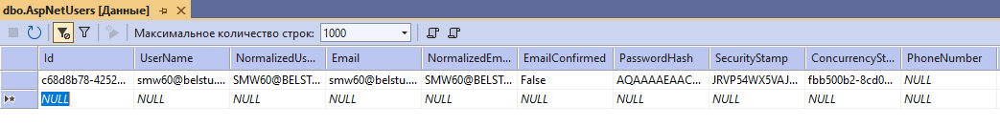 dbo.AspNetUsers [Данные]
Максимальное количество строк: 1000
Id UserName NormalizedUs... Email NormalizedEm... EmailConfirmed PasswordHash SecurityStamp ConcurrencySt... PhoneNumber
c68d8b78-4252... smw60@belstu.... SMW60@BELST... smw60@belstu.... SMW60@BELST... False AQAAAAEAAC... JRVP54WX5VAJ... fbb500b2-8cd0... NULL
NULL NULL NULL NULL NULL NULL NULL NULL NULL NULL